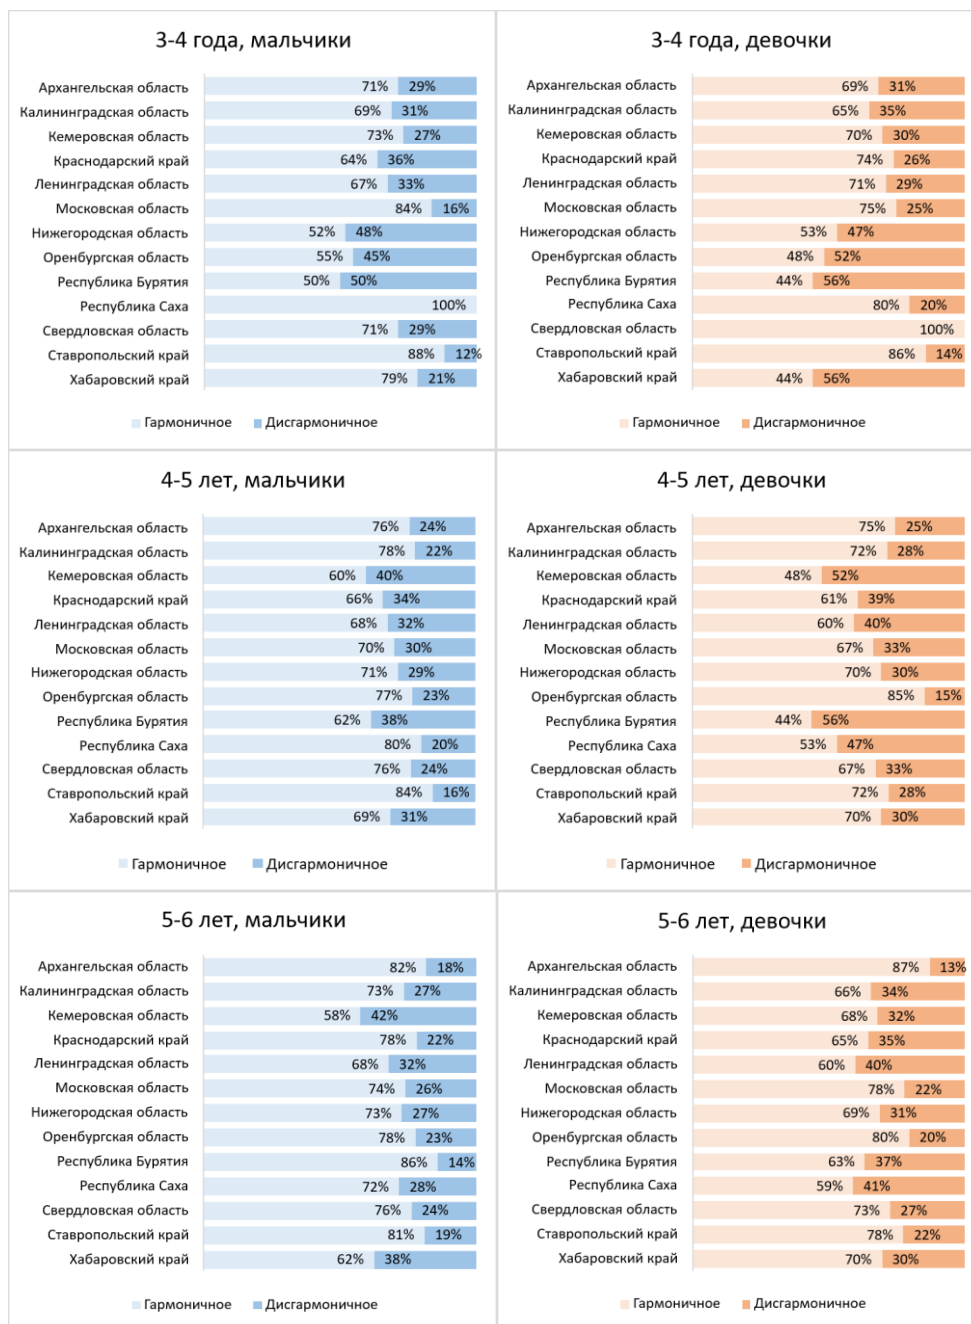 3-4 года, мальчики
Архангельская область 71% 29%
Калининградская область 69% 31%
Кемеровская область 73% 27%
Краснодарский край 64% 36%
Ленинградская область 67% 33%
Московская область 84% 16%
Нижегородская область 52% 48%
Оренбургская область 55% 45%
Республика Бурятия 50% 50%
Республика Саха 100%
Свердловская область 71% 29%
Ставропольский край 88% 12%
Хабаровский край 79% 21%
Гармоничное Дисгармоничное
3-4 года, девочки
Архангельская область 69% 31%
Калининградская область 65% 35%
Кемеровская область 70% 30%
Краснодарский край 74% 26%
Ленинградская область 71% 29%
Московская область 75% 25%
Нижегородская область 53% 47%
Оренбургская область 48% 52%
Республика Бурятия 44% 56%
Республика Саха 80% 20%
Свердловская область 100%
Ставропольский край 86% 14%
Хабаровский край 44% 56%
Гармоничное Дисгармоничное
4-5 лет, мальчики
Архангельская область 76% 24%
Калининградская область 78% 22%
Кемеровская область 60% 40%
Краснодарский край 66% 34%
Ленинградская область 68% 32%
Московская область 70% 30%
Нижегородская область 71% 29%
Оренбургская область 77% 23%
Республика Бурятия 62% 38%
Республика Саха 80% 20%
Свердловская область 76% 24%
Ставропольский край 84% 16%
Хабаровский край 69% 31%
Гармоничное Дисгармоничное
4-5 лет, девочки
Архангельская область 75% 25%
Калининградская область 72% 28%
Кемеровская область 48% 52%
Краснодарский край 61% 39%
Ленинградская область 60% 40%
Московская область 67% 33%
Нижегородская область 70% 30%
Оренбургская область 85% 15%
Республика Бурятия 44% 56%
Республика Саха 53% 47%
Свердловская область 67% 33%
Ставропольский край 72% 28%
Хабаровский край 70% 30%
Гармоничное Дисгармоничное
5-6 лет, мальчики
Архангельская область 82% 18%
Калининградская область 73% 27%
Кемеровская область 58% 42%
Краснодарский край 78% 22%
Ленинградская область 68% 32%
Московская область 74% 26%
Нижегородская область 73% 27%
Оренбургская область 78% 23%
Республика Бурятия 86% 14%
Республика Саха 72% 28%
Свердловская область 76% 24%
Ставропольский край 81% 19%
Хабаровский край 62% 38%
Гармоничное Дисгармоничное
5-6 лет, девочки
Архангельская область 87% 13%
Калининградская область 66% 34%
Кемеровская область 68% 32%
Краснодарский край 65% 35%
Ленинградская область 60% 40%
Московская область 78% 22%
Нижегородская область 69% 31%
Оренбургская область 80% 20%
Республика Бурятия 63% 37%
Республика Саха 59% 41%
Свердловская область 73% 27%
Ставропольский край 78% 22%
Хабаровский край 70% 30%
Гармоничное Дисгармоничное